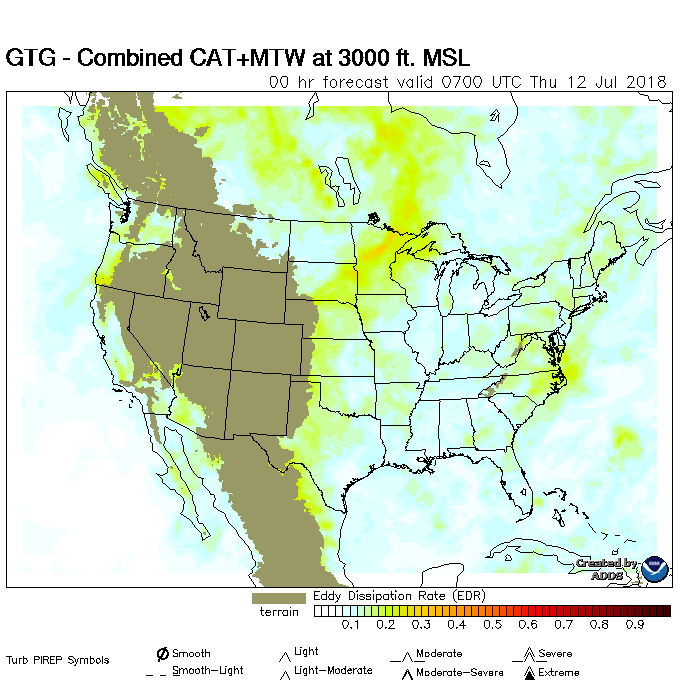 GTG - Combined CAT+MTW at 3000 ft. MSL
00 hr forecast valid 0700 UTC Thu 12 Jul 2018
Created by
ADDS
Eddy Dissipation Rate (EDR)
terrain
0.1 0.2 0.3 0.4 0.5 0.6 0.7 0.8 0.9
Turb PIREP Symbols
Smooth
Light
Moderate
Severe
Smooth-Light
Light-Moderate
Moderate-Severe
Extreme